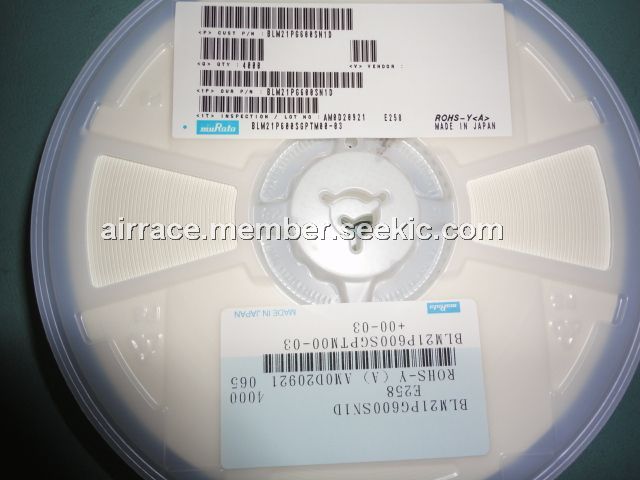 <P> CUST P/N : BLM21PG600SN1D
<Q> QTY : 4000
<V> VENDOR :
<1P> OUR P/N : BLM21PG600SN1D
<1T> INSPECTION / LOT NO : AM0D20921 E258 ROHS-Y<A>
muRata BLM21P600SGPTM00-03 MADE IN JAPAN
airrace.member.seekic.com
muRata MADE IN JAPAN
BLM21P600SGPTM00-03
+00-03
ROHS-Y (A) AM0D20921 065
E258 4000
BLM21PG600SN1D